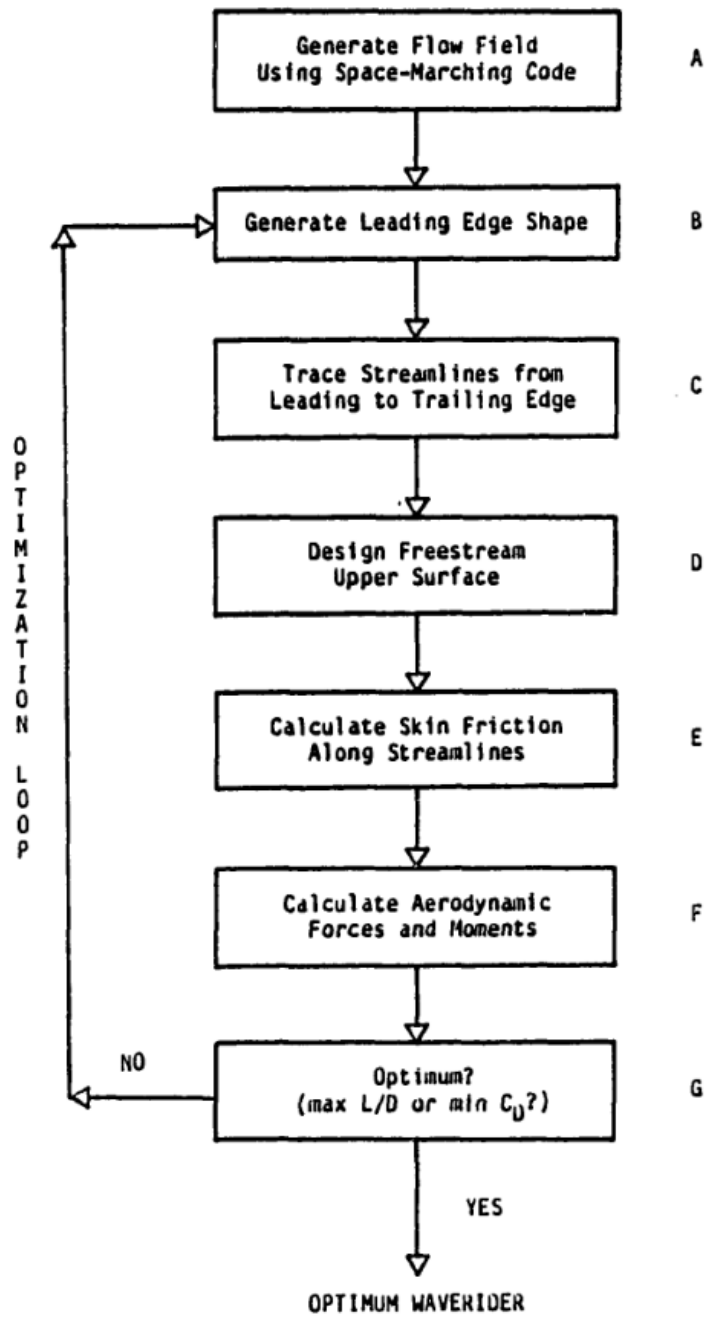 Generate Flow Field
Using Space-Marching Code
A
Generate Leading Edge Shape
B
Trace Streamlines from
Leading to Trailing Edge
C
Design Freestream
Upper Surface
D
Calculate Skin Friction
Along Streamlines
E
Calculate Aerodynamic
Forces and Moments
F
Optimum?
(max L/D or min CD?)
G
NO
YES
OPTIMUM WAVERIDER
OPTIMIZATION LOOP